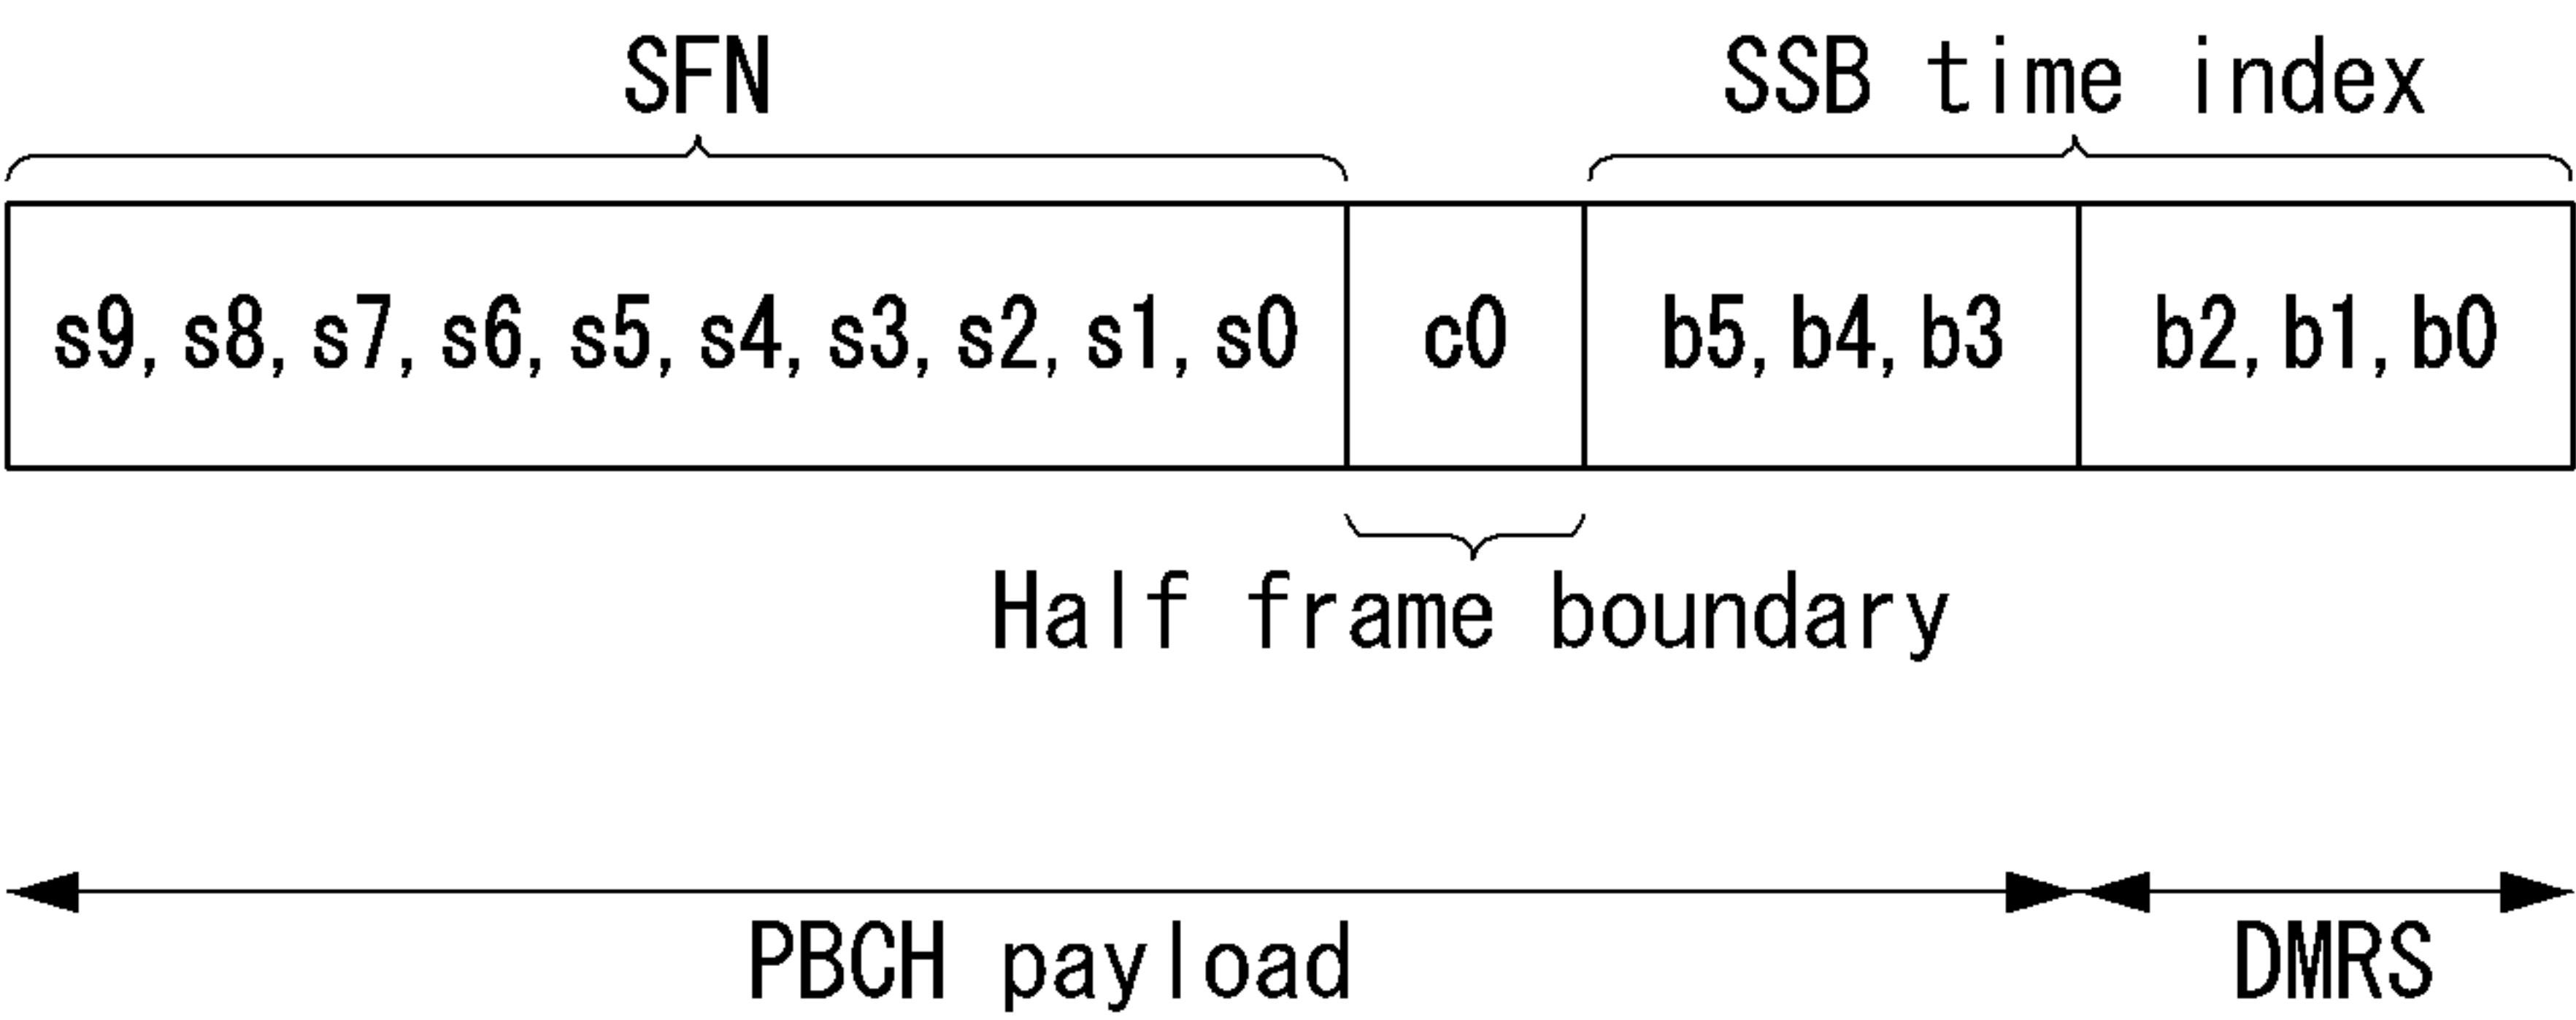 SFN
SSB time index
s9, s8, s7, s6, s5, s4, s3, s2, s1, s0
c0
b5, b4, b3
b2, b1, b0
Half frame boundary
PBCH payload
DMRS